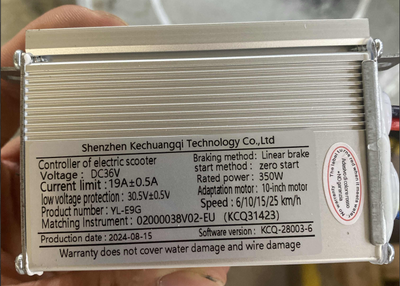 Shenzhen Kechuangqi Technology Co.,Ltd
Controller of electric scooter
Voltage : DC36V
Current limit : 19A±0.5A
low voltage protection: 30.5V±0.5V
Product number: YL-E9G
Braking method: Linear brake
start method : zero start
Rated power : 350W
Adaptation motor : 10-inch motor
Speed : 6/10/15/25 km/h
Matching Instrument : 02000038V02-EU (KCQ31423)
Production date : 2024-08-15
Software version : KCQ-28003-6
Warranty does not cover water damage and wire damage